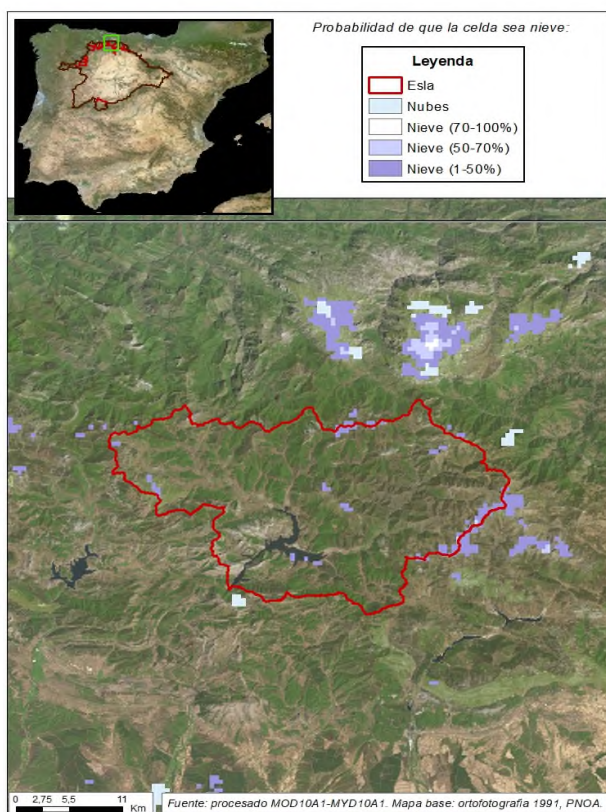 Probabilidad de que la celda sea nieve:
Leyenda
Esla
Nubes
Nieve (70-100%)
Nieve (50-70%)
Nieve (1-50%)
0 2,75 5,5 11
Km
Fuente: procesado MOD10A1-MYD10A1. Mapa base: ortofotografia 1991, PNOA